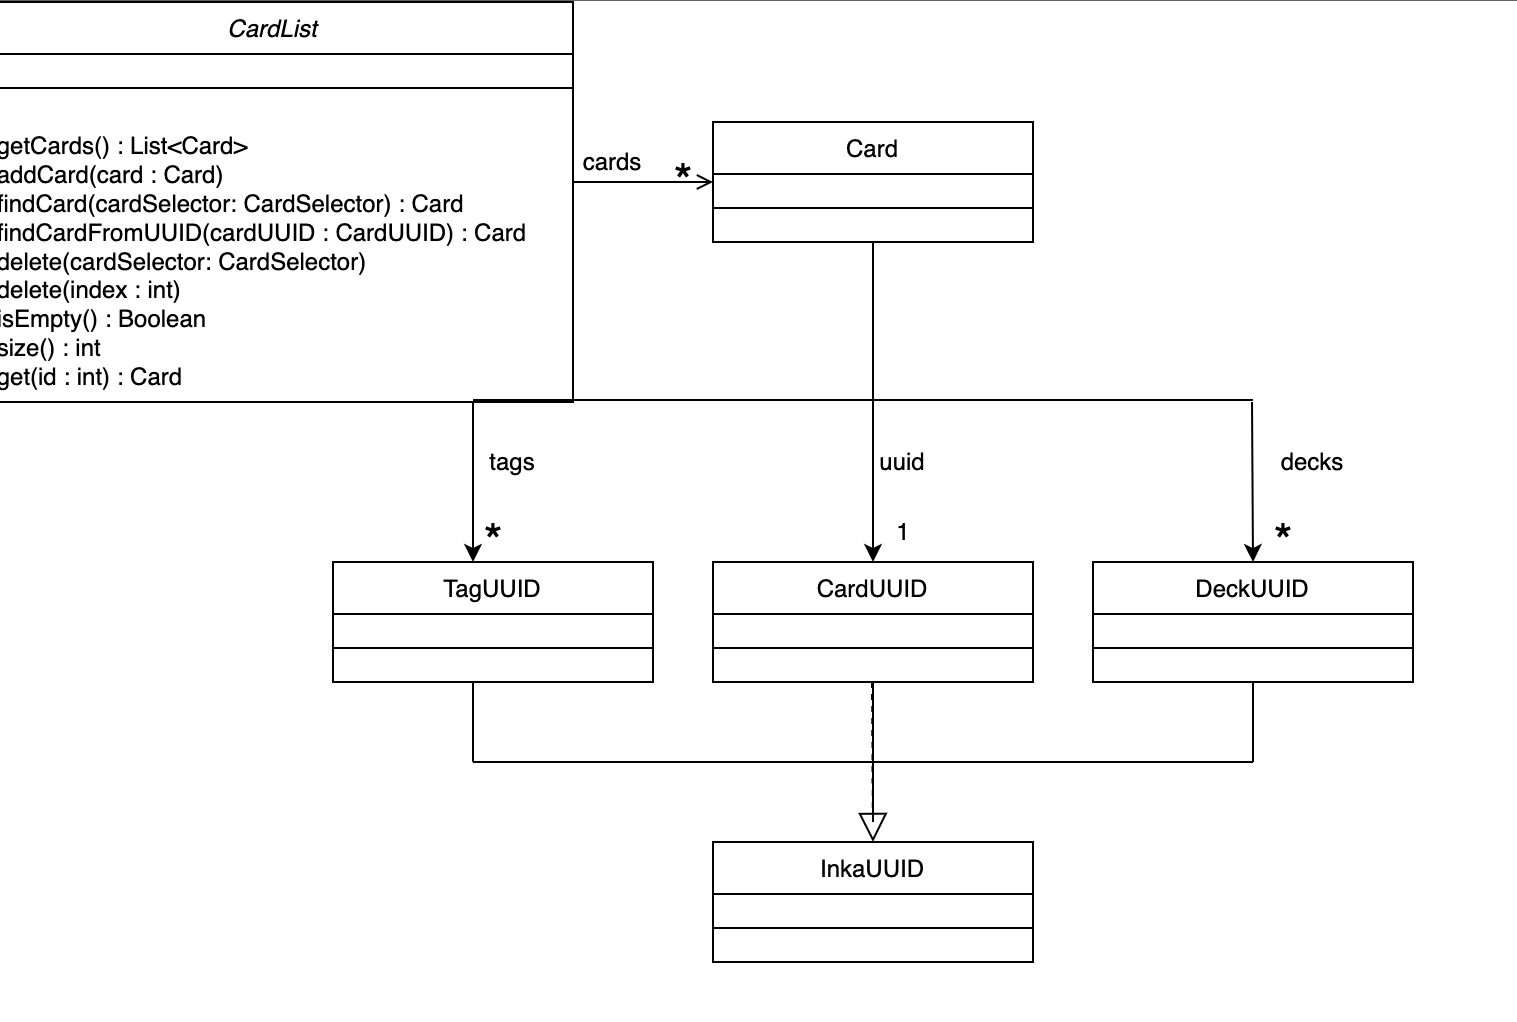 CardList
getCards() : List<Card>
addCard(card : Card)
findCard(cardSelector: CardSelector) : Card
findCardFromUUID(cardUUID : CardUUID) : Card
delete(cardSelector: CardSelector)
delete(index : int)
isEmpty() : Boolean
size() : int
get(id : int) : Card
cards
*
Card
tags
*
uuid
1
decks
*
TagUUID
CardUUID
DeckUUID
InkaUUID